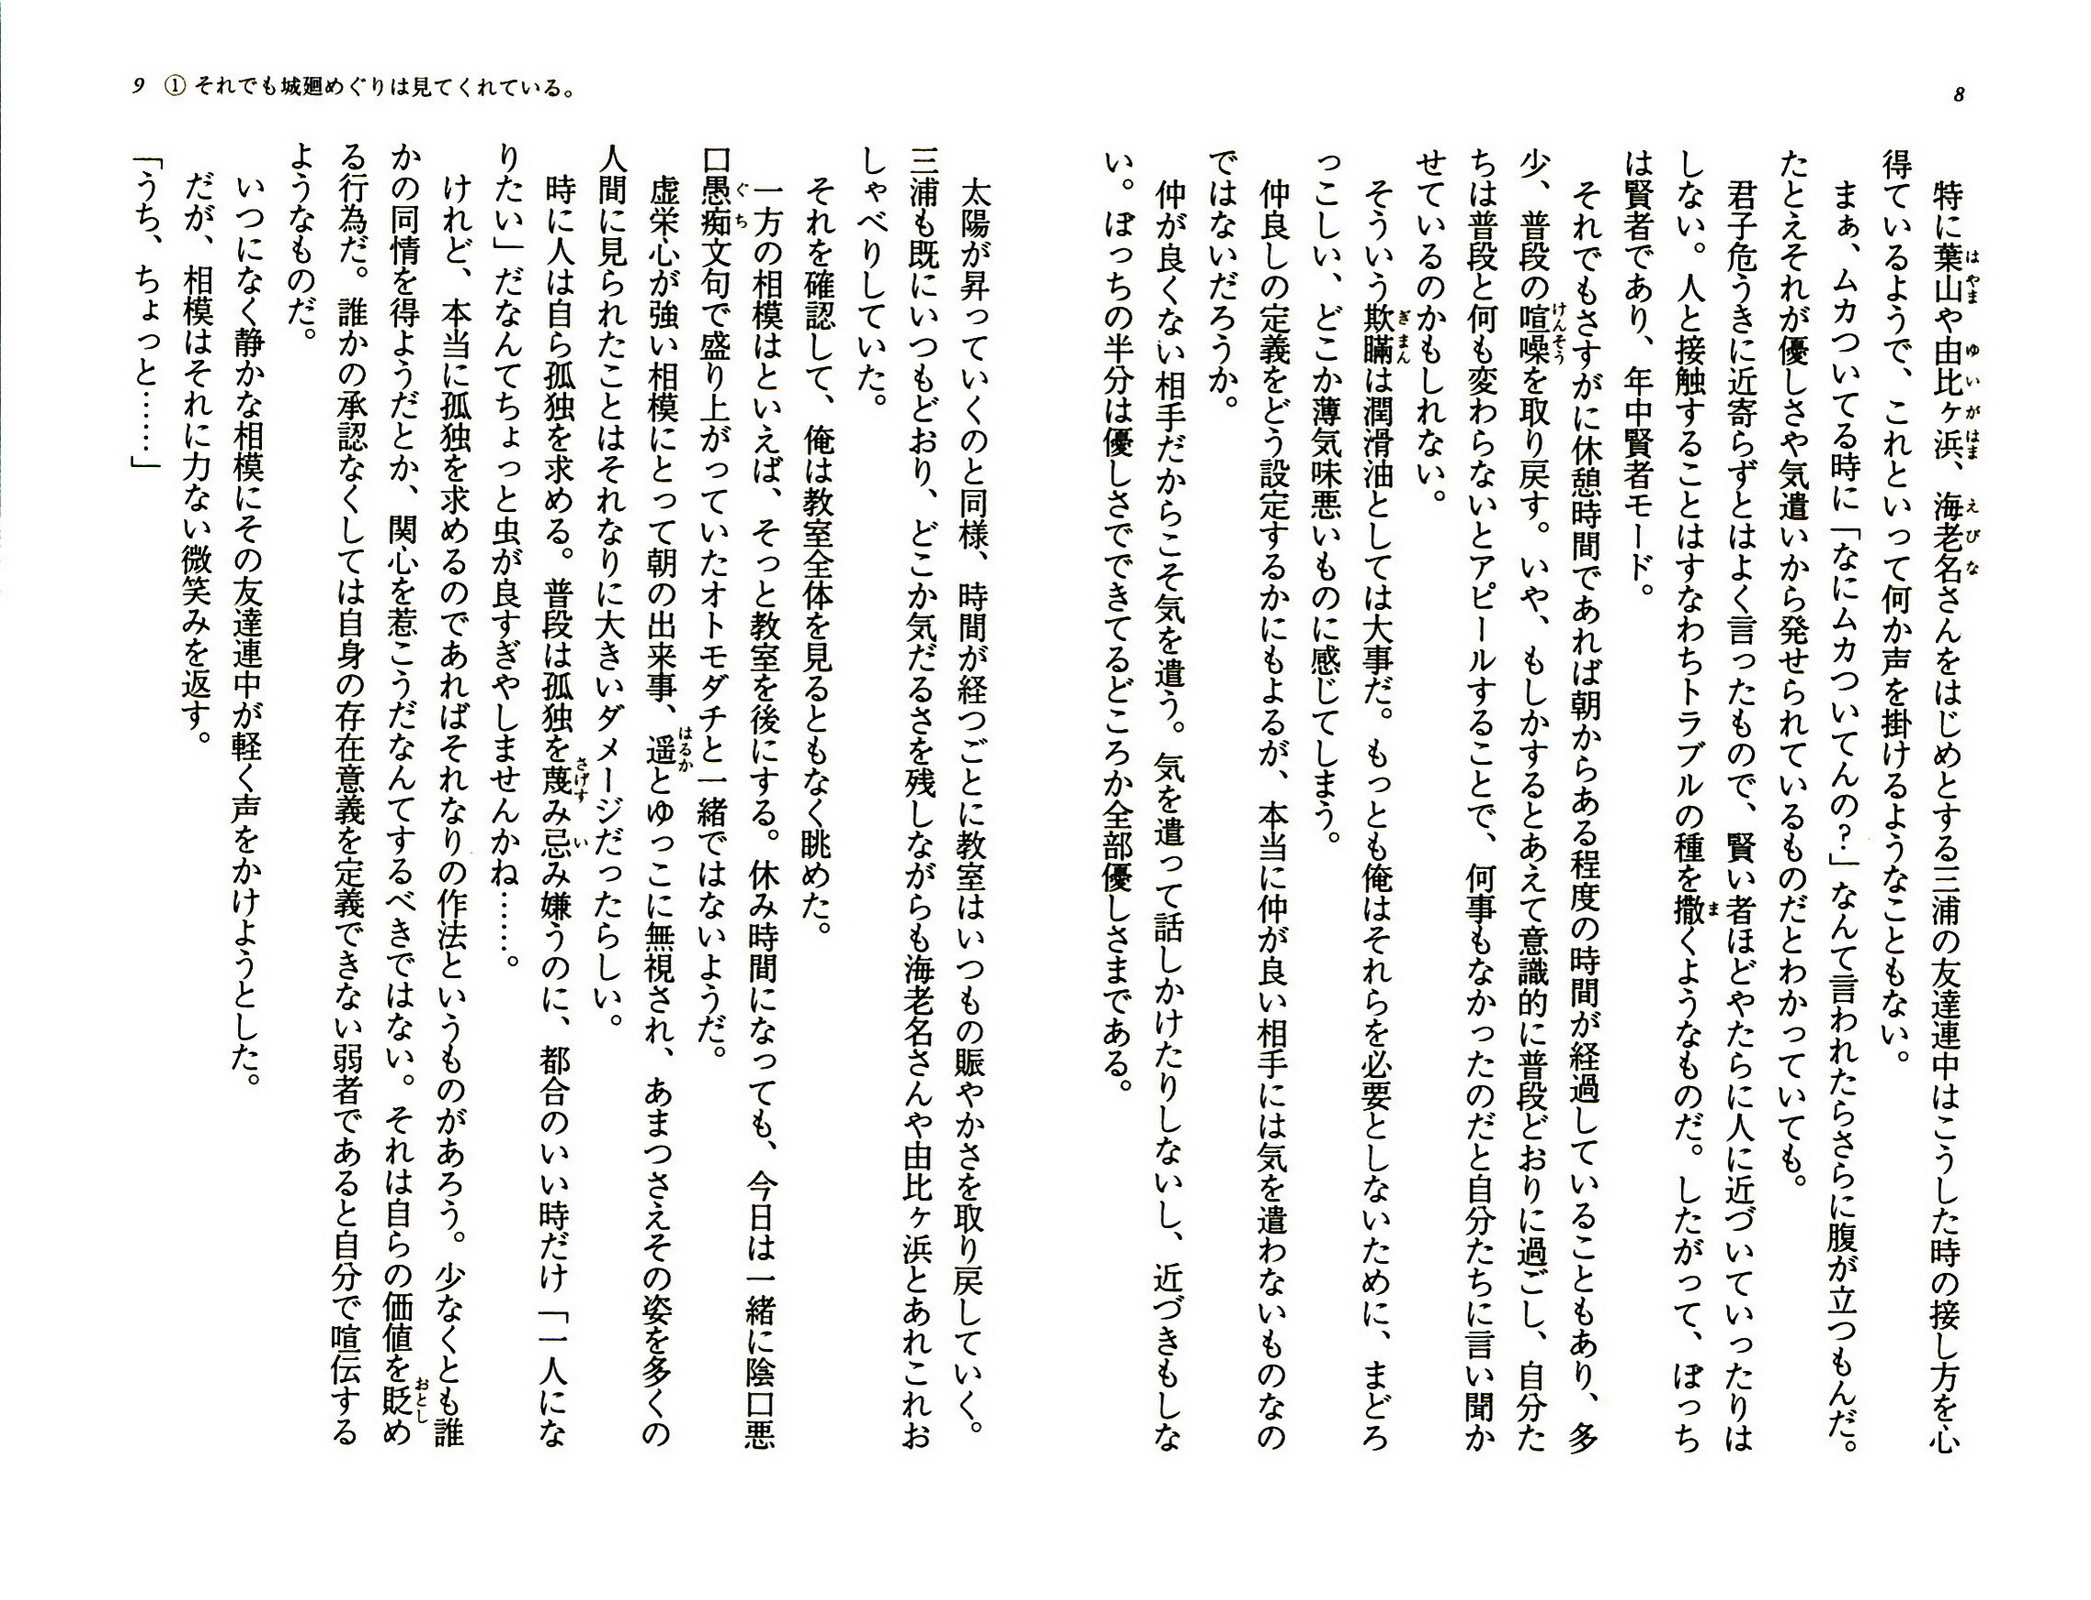 8
特に葉山や由比ヶ浜、海老名さんをはじめとする三浦の友達連中はこうした時の接し方を心
得ているようで、これといって何か声を掛けるようなこともない。
まぁ、ムカついてる時に「なにムカついてんの?」なんて言われたらさらに腹が立つもんだ。
たとえそれが優しさや気遣いから発せられているものだとわかっていても。
君子危うきに近寄らずとはよく言ったもので、賢い者ほどやたらに人に近づいていったりは
しない。人と接触することはすなわちトラブルの種を撒くようなものだ。したがって、ぼっち
は賢者であり、年中賢者モード。
それでもさすがに休憩時間であれば朝からある程度の時間が経過していることもあり、多
少、普段の喧噪を取り戻す。いや、もしかするとあえて意識的に普段どおりに過ごし、自分た
ちは普段と何も変わらないとアピールすることで、何事もなかったのだと自分たちに言い聞か
せているのかもしれない。
そういう欺瞞は潤滑油としては大事だ。もっとも俺はそれらを必要としないために、まどろ
っこしい、どこか薄気味悪いものに感じてしまう。
仲良しの定義をどう設定するかにもよるが、本当に仲が良い相手には気を遣わないものなの
ではないだろうか。
仲が良くない相手だからこそ気を遣う。気を遣って話しかけたりしないし、近づきもしな
い。ぼっちの半分は優しさでできてるどころか全部優しさまである。
9 ① それでも城廻めぐりは見てくれている。
太陽が昇っていくのと同様、時間が経つごとに教室はいつもの賑やかさを取り戻していく。
三浦も既にいつもどおり、どこか気だるさを残しながらも海老名さんや由比ヶ浜とあれこれお
しゃべりしていた。
それを確認して、俺は教室全体を見るともなく眺めた。
一方の相模はといえば、そっと教室を後にする。休み時間になっても、今日は一緒に陰口悪
口愚痴文句で盛り上がっていたオトモダチと一緒ではないようだ。
虚栄心が強い相模にとって朝の出来事、遥とゆっこに無視され、あまつさえその姿を多くの
人間に見られたことはそれなりに大きいダメージだったらしい。
時に人は自ら孤独を求める。普段は孤独を蔑み忌み嫌うのに、都合のいい時だけ「一人にな
りたい」だなんてちょっと虫が良すぎやしませんかね……。
けれど、本当に孤独を求めるのであればそれなりの作法というものがあろう。少なくとも誰
かの同情を得ようだとか、関心を惹こうだなんてするべきではない。それは自らの価値を貶め
る行為だ。誰かの承認なくしては自身の存在意義を定義できない弱者であると自分で喧伝する
ようなものだ。
いつになく静かな相模にその友達連中が軽く声をかけようとした。
だが、相模はそれに力ない微笑みを返す。
「うち、ちょっと……」